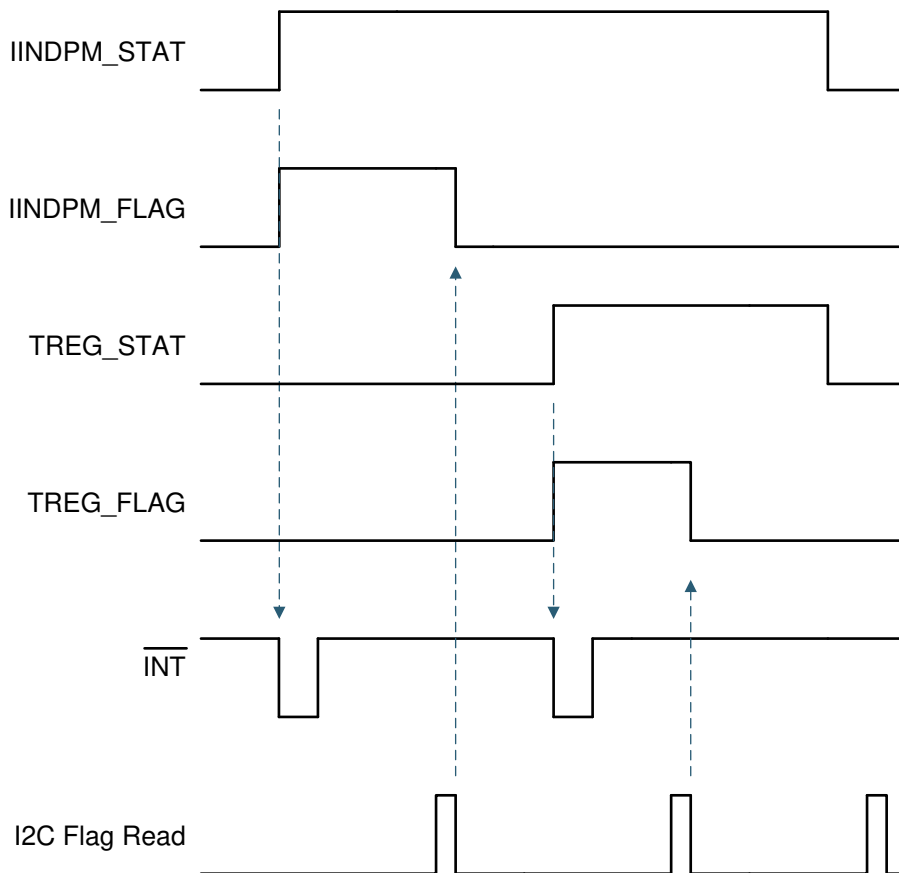 IINDPM_STAT
IINDPM_FLAG
TREG_STAT
TREG_FLAG
INT
I2C Flag Read